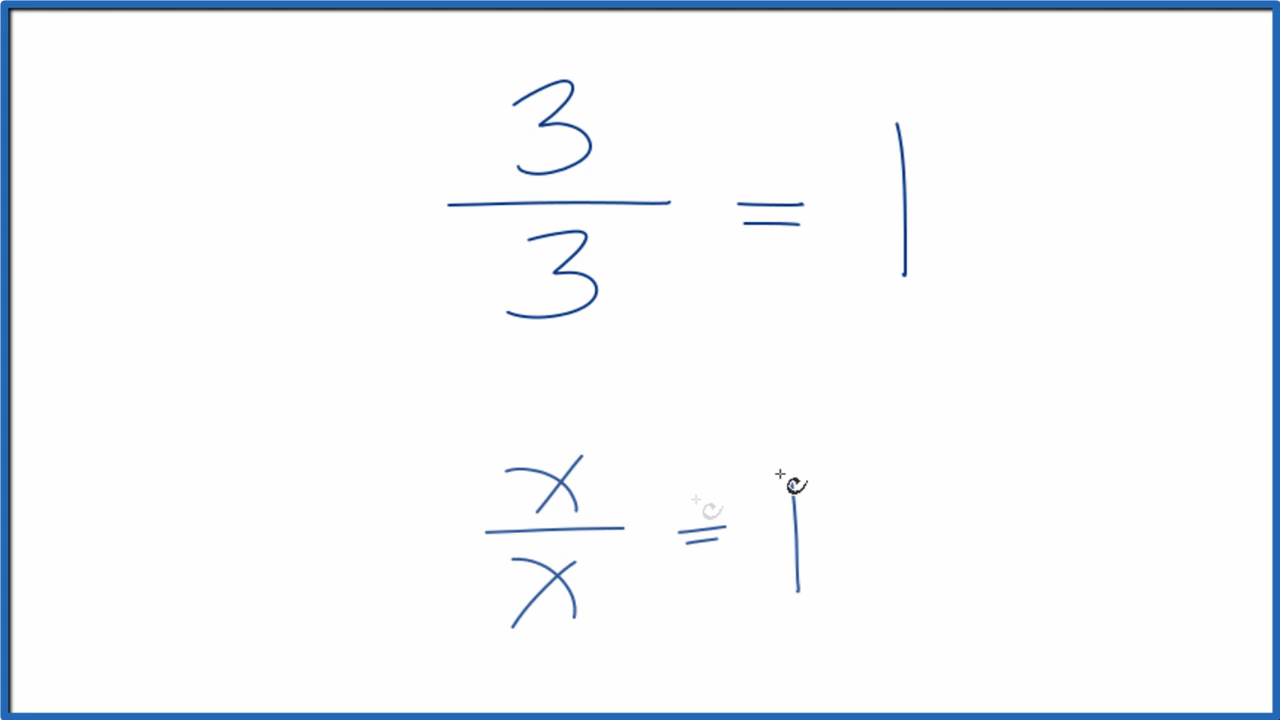 3/3 = 1
x/x = 1